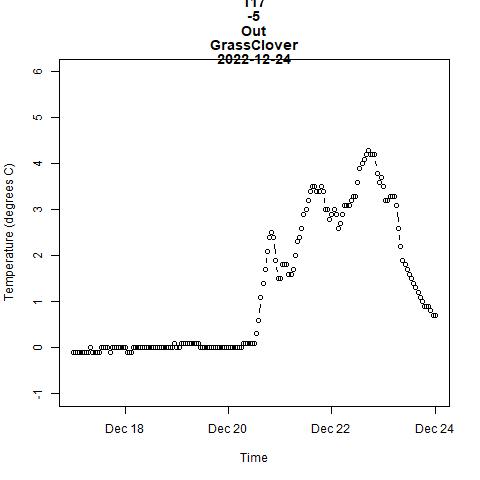 T17
-5
Out
GrassClover
2022-12-24
Temperature (degrees C)
6
5
4
3
2
1
0
-1
Dec 18
Dec 20
Dec 22
Dec 24
Time